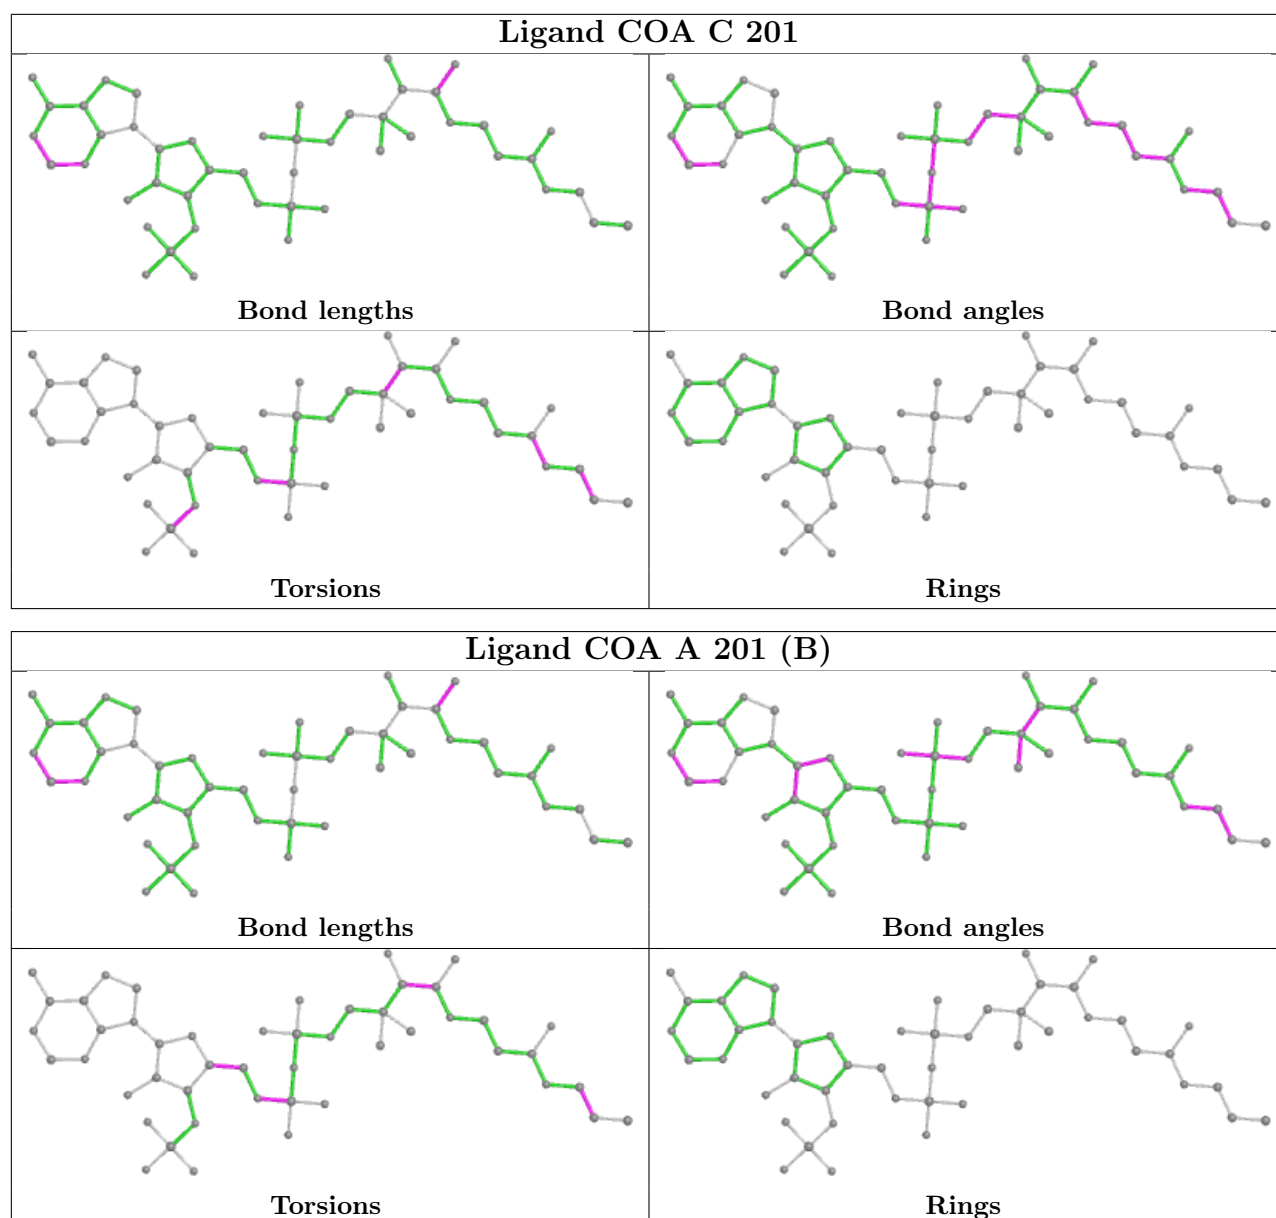 Ligand COA C 201
Bond lengths
Bond angles
Torsions
Rings
Ligand COA A 201 (B)
Bond lengths
Bond angles
Torsions
Rings